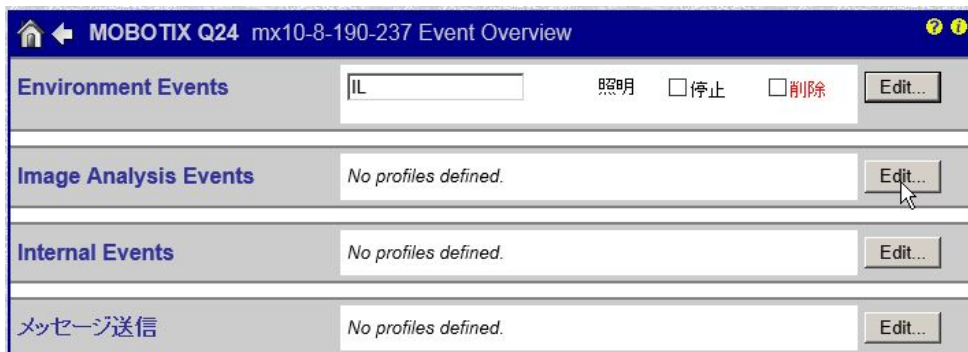 MOBOTIX Q24 mx10-8-190-237 Event Overview ? i
Environment Events IL 照明 停止 削除 Edit...
Image Analysis Events No profiles defined. Edit...
Internal Events No profiles defined. Edit...
メッセージ送信 No profiles defined. Edit...